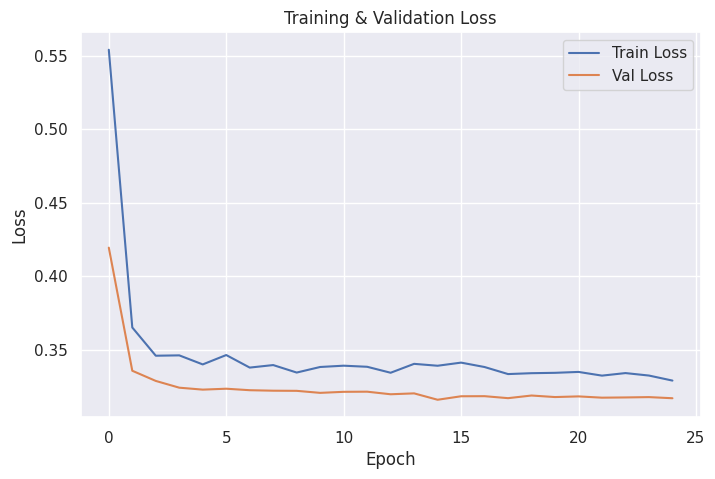 Training & Validation Loss
Train Loss
Val Loss
0.55
0.50
0.45
0.40
0.35
Loss
0
5
10
15
20
25
Epoch